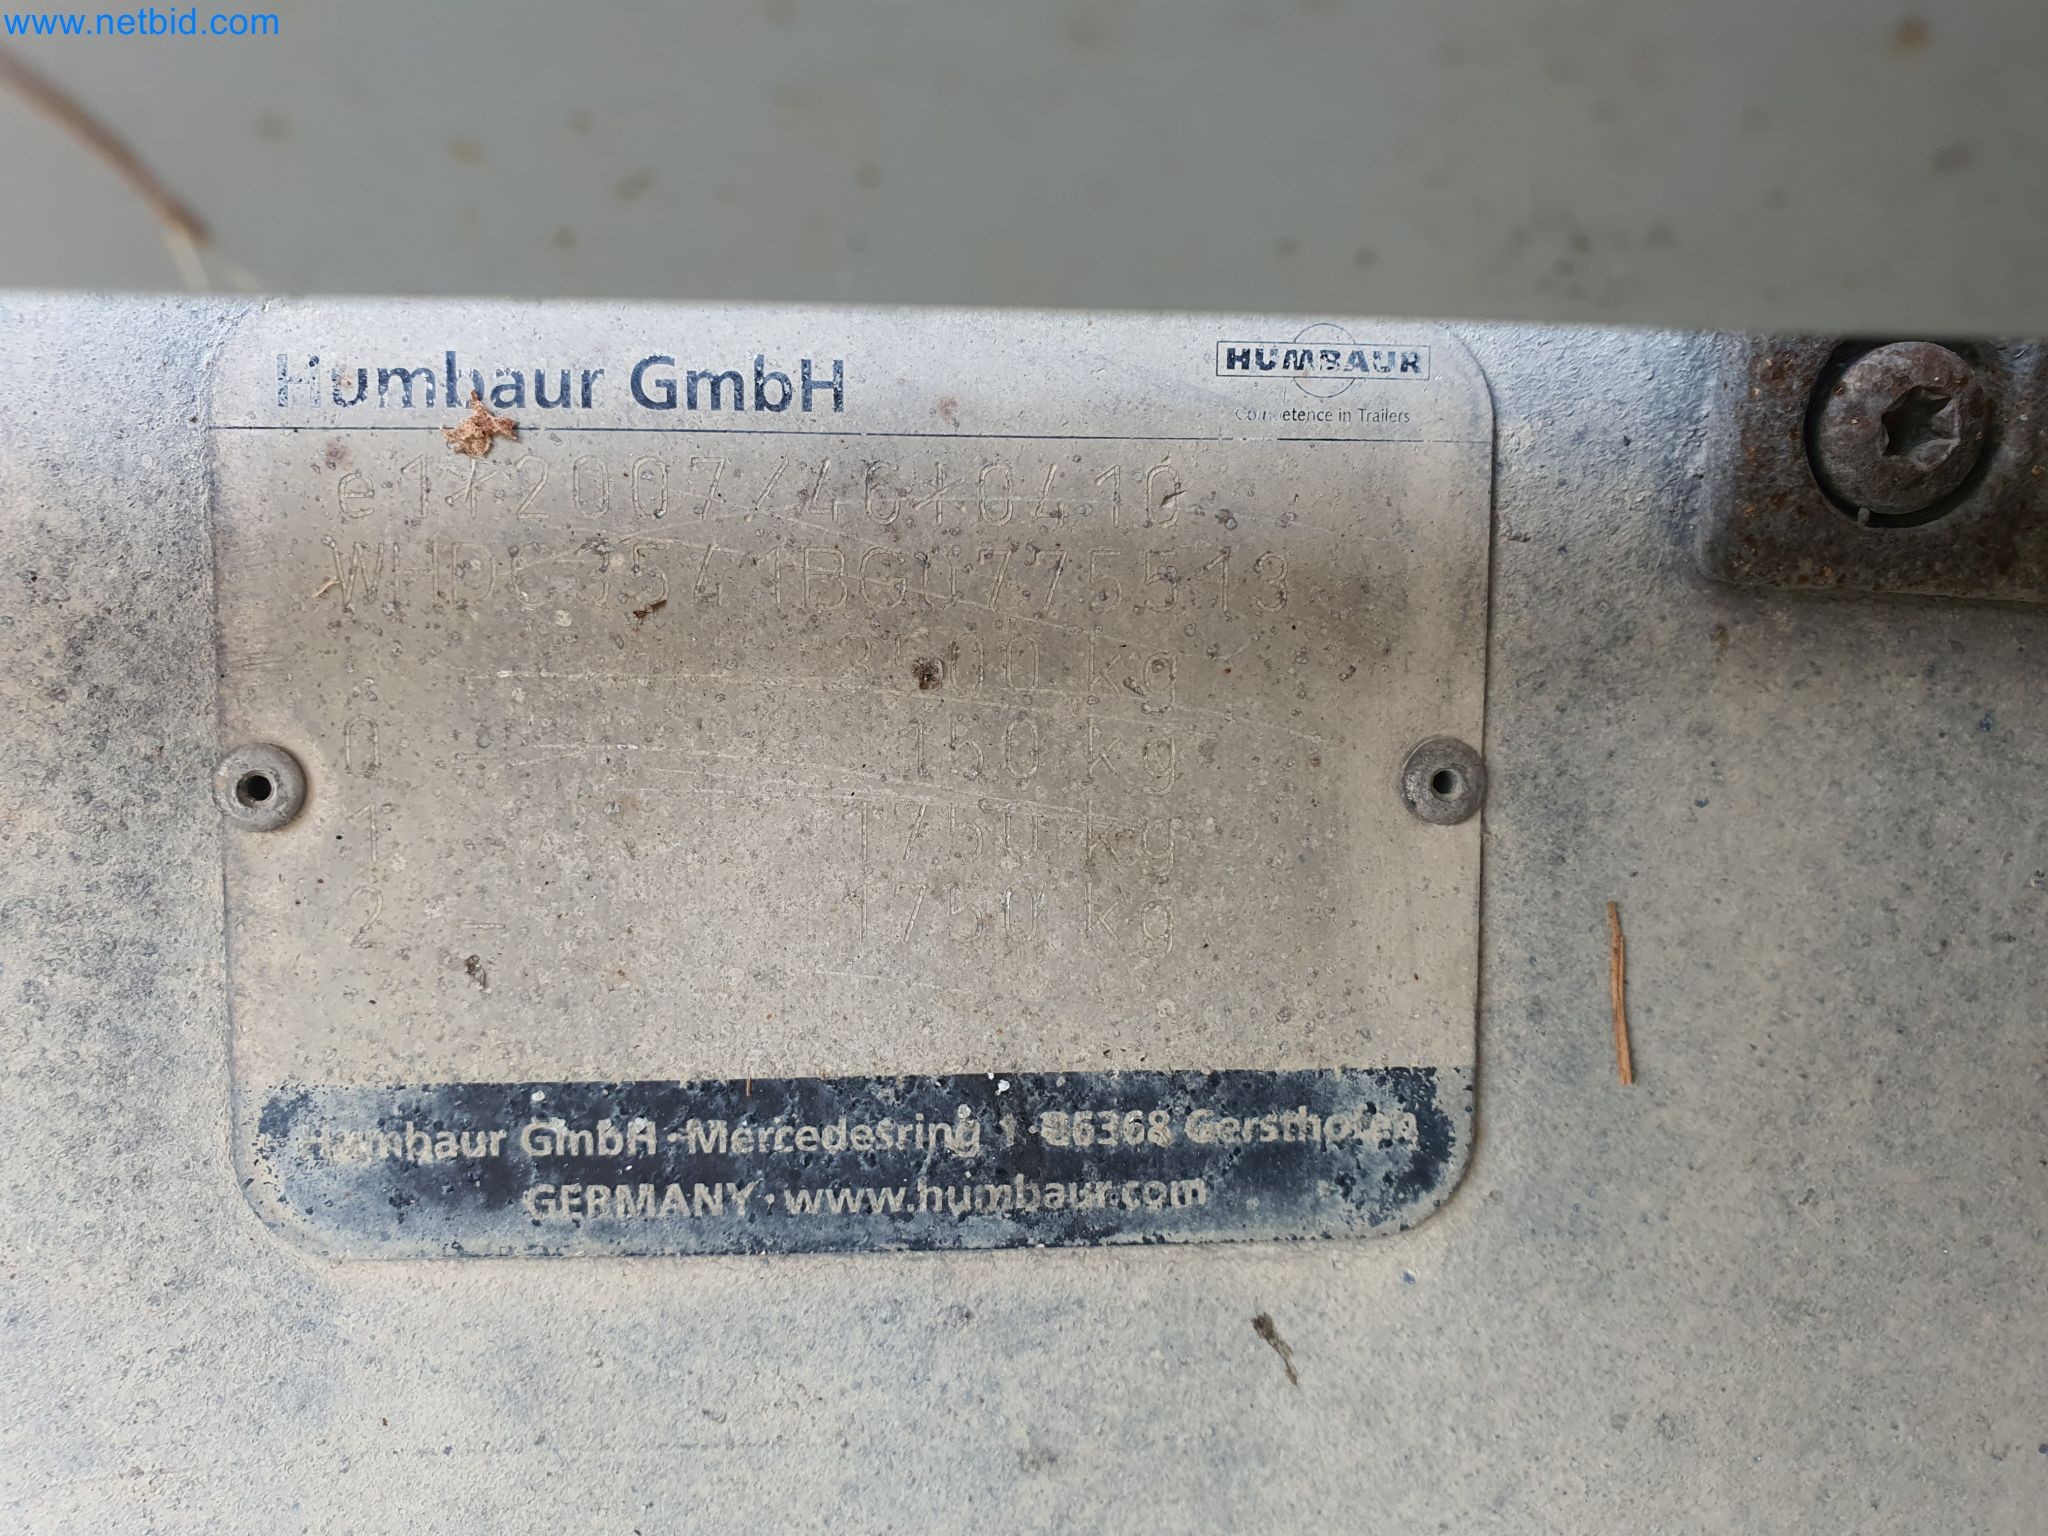 www.netbid.com
Humbaur GmbH
HUMBAUR
Competence in Trailers
e1*2007/46*0410
WHDC3541BG0775513
3500 kg
0 - 150 kg
1 - 1750 kg
2 - 1750 kg
Humbaur GmbH · Mercedesring 1 · 86368 Gersthofen
GERMANY · www.humbaur.com